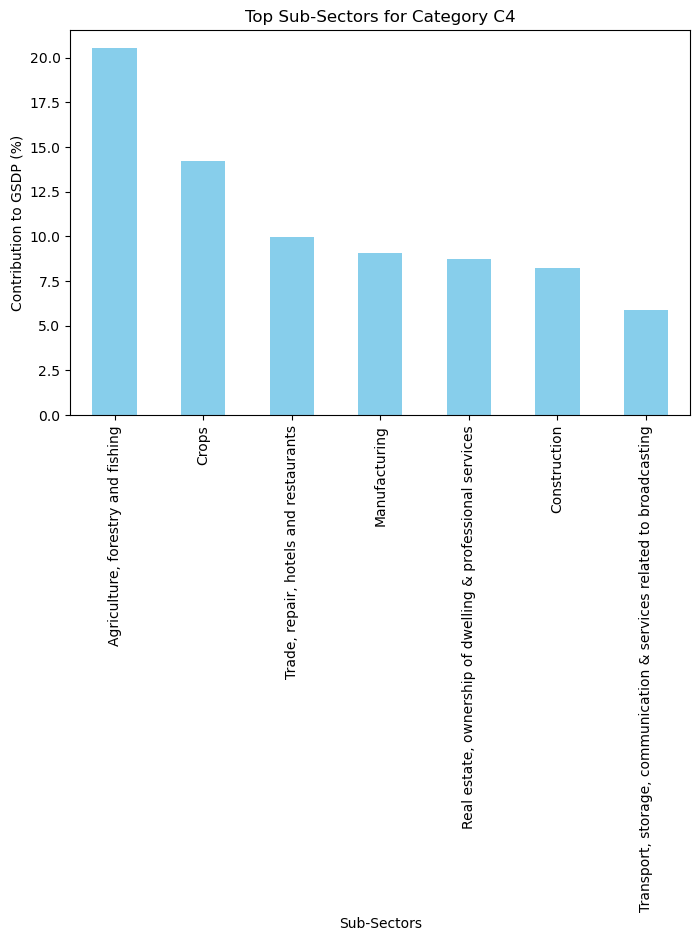 Top Sub-Sectors for Category C4
Contribution to GSDP (%)
20.0
17.5
15.0
12.5
10.0
7.5
5.0
2.5
0.0
Agriculture, forestry and fishing
Crops
Trade, repair, hotels and restaurants
Manufacturing
Real estate, ownership of dwelling & professional services
Construction
Transport, storage, communication & services related to broadcasting
Sub-Sectors